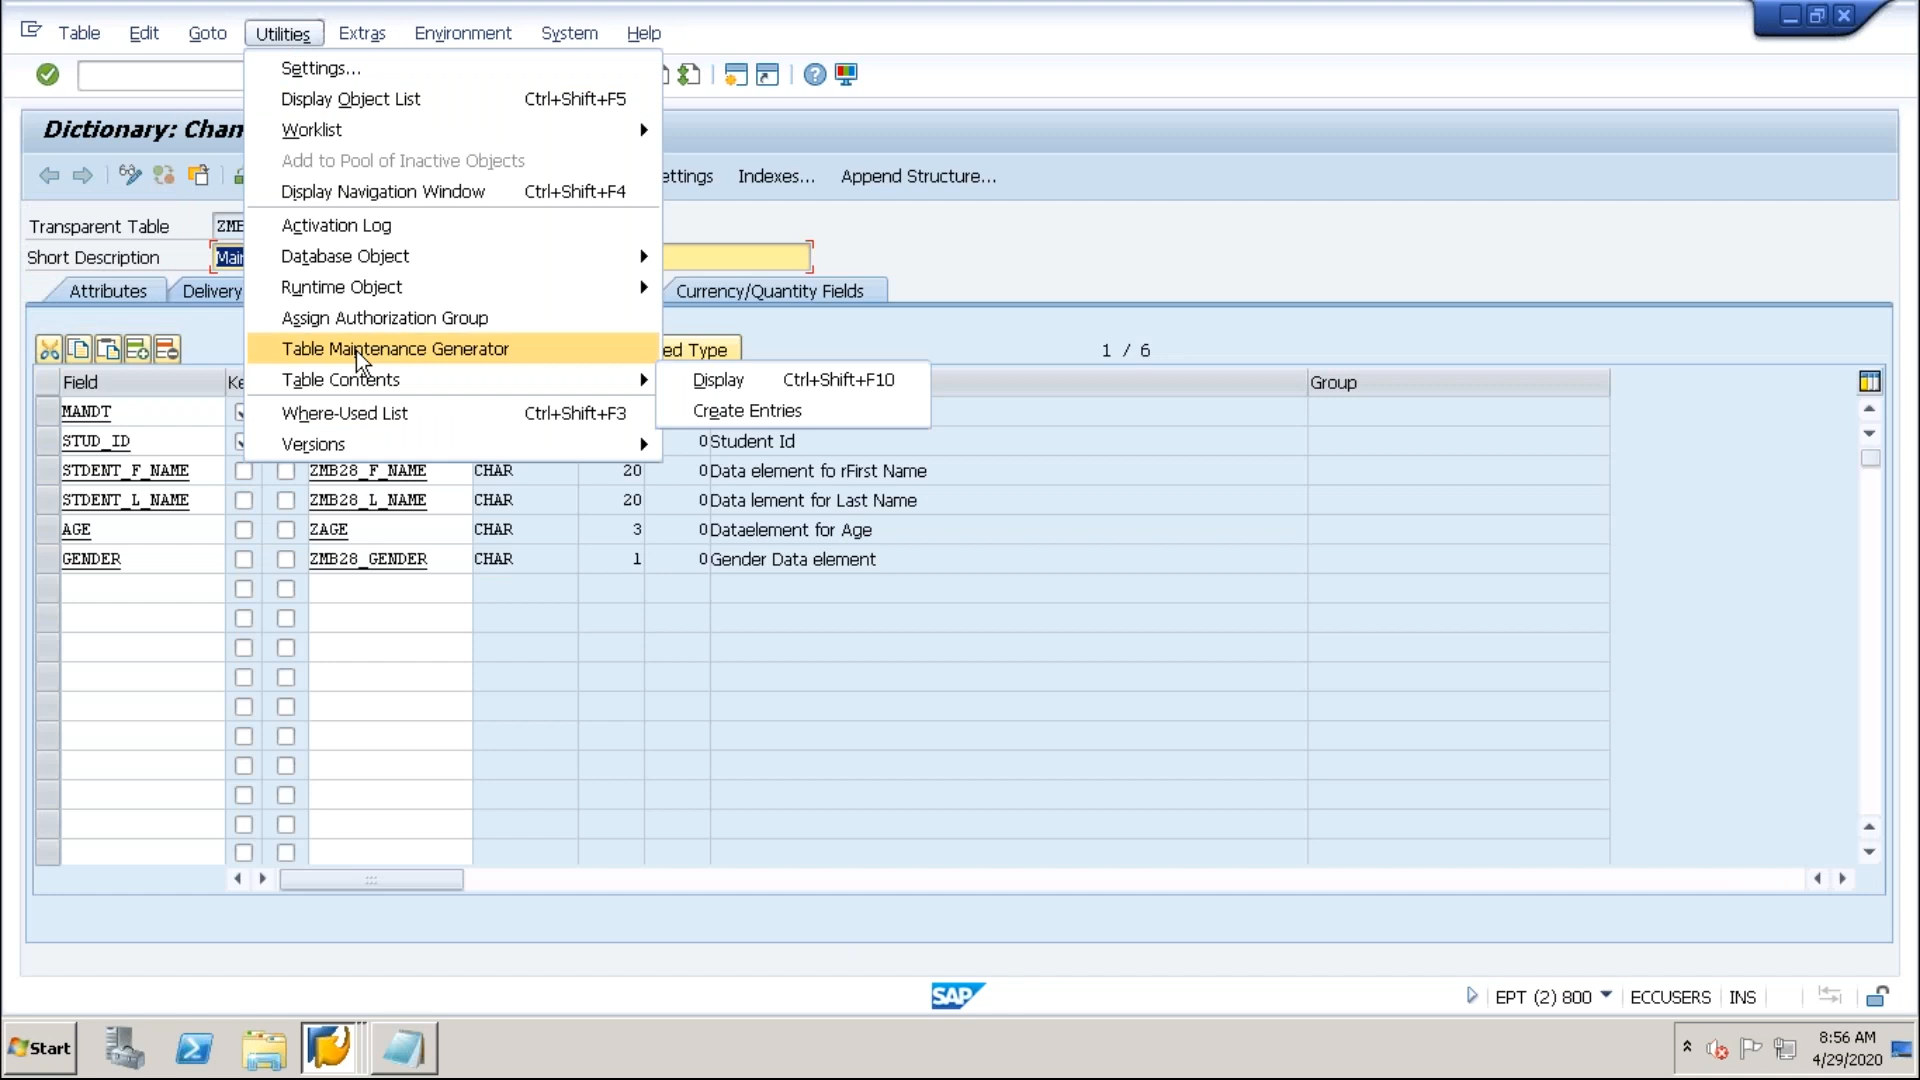 Table Edit Goto Utilities Extras Environment System Help
Settings...
Display Object List Ctrl+Shift+F5
Worklist
Add to Pool of Inactive Objects
Display Navigation Window Ctrl+Shift+F4
Activation Log
Database Object
Runtime Object
Assign Authorization Group
Table Maintenance Generator
Table Contents
Where-Used List Ctrl+Shift+F3
Versions
Display Ctrl+Shift+F10
Create Entries
Dictionary: Chan
ettings Indexes... Append Structure...
Transparent Table ZMB
Short Description Main
Attributes Delivery Currency/Quantity Fields
ed Type 1 / 6
Field Ke Group
MANDT
STUD_ID 0 Student Id
STDENT_F_NAME ZMB28_F_NAME CHAR 20 0 Data element fo rFirst Name
STDENT_L_NAME ZMB28_L_NAME CHAR 20 0 Data lement for Last Name
AGE ZAGE CHAR 3 0 Dataelement for Age
GENDER ZMB28_GENDER CHAR 1 0 Gender Data element
SAP EPT (2) 800 ECCUSERS INS
Start 8:56 AM
4/29/2020